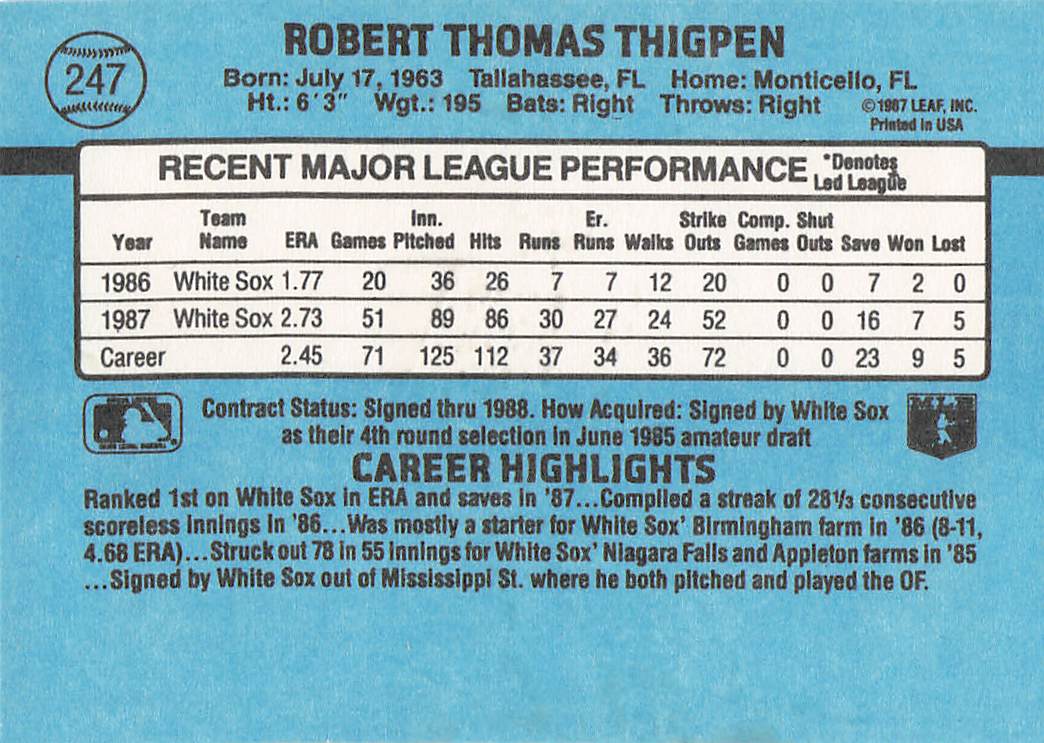 247
ROBERT THOMAS THIGPEN
Born: July 17, 1963 Tallahassee, FL Home: Monticello, FL
Ht.: 6'3" Wgt.: 195 Bats: Right Throws: Right ©1987 LEAF, INC.
Printed in USA
RECENT MAJOR LEAGUE PERFORMANCE *Denotes
Led League
Team Inn. Er. Strike Comp. Shut
Year Name ERA Games Pitched Hits Runs Runs Walks Outs Games Outs Save Won Lost
1986 White Sox 1.77 20 36 26 7 7 12 20 0 0 7 2 0
1987 White Sox 2.73 51 89 86 30 27 24 52 0 0 16 7 5
Career 2.45 71 125 112 37 34 36 72 0 0 23 9 5
Contract Status: Signed thru 1988. How Acquired: Signed by White Sox
as their 4th round selection in June 1985 amateur draft
CAREER HIGHLIGHTS
Ranked 1st on White Sox in ERA and saves in '87...Compiled a streak of 28⅓ consecutive
scoreless innings in '86...Was mostly a starter for White Sox' Birmingham farm in '86 (8-11,
4.68 ERA)...Struck out 78 in 55 innings for White Sox' Niagara Falls and Appleton farms in '85
...Signed by White Sox out of Mississippi St. where he both pitched and played the OF.